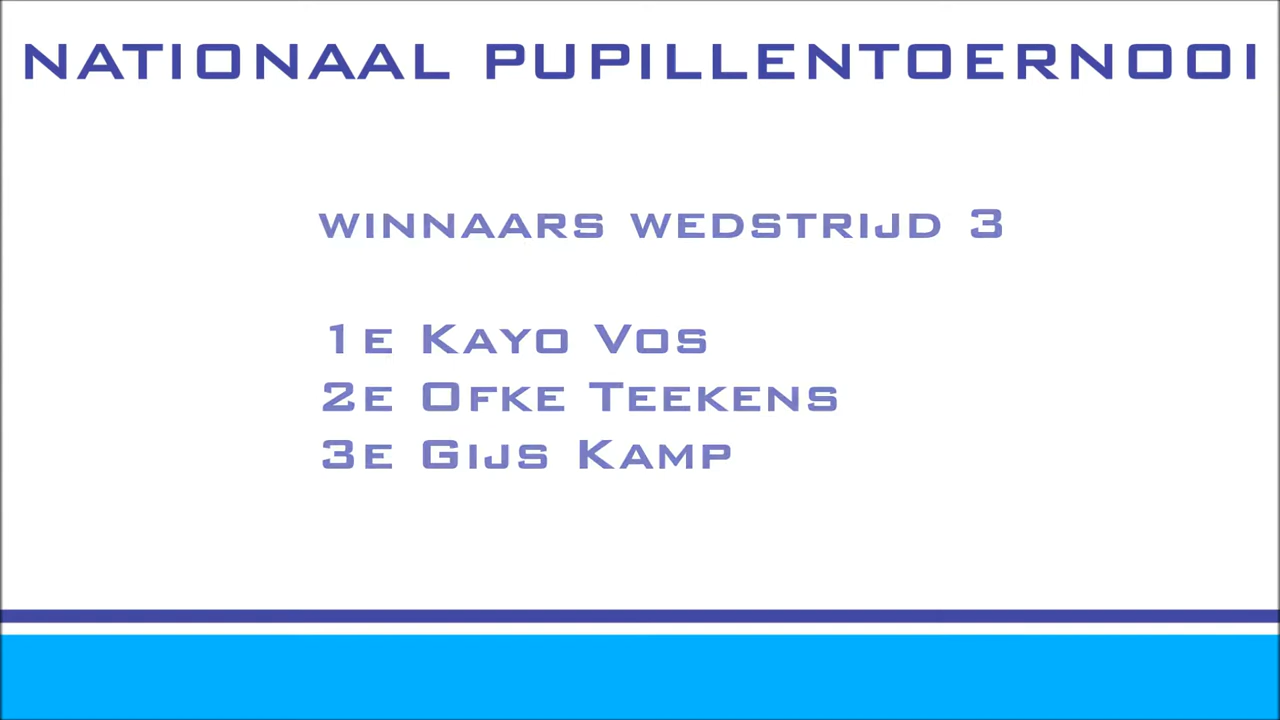 NATIONAAL PUPILLENTOERNOOI
WINNAARS WEDSTRIJD 3
1E KAYO VOS
2E OFKE TEEKENS
3E GIJS KAMP